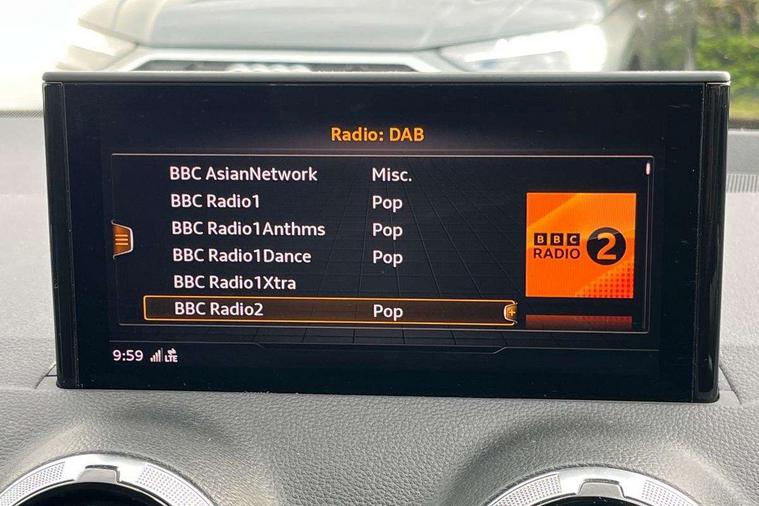 Radio: DAB
BBC AsianNetwork Misc.
BBC Radio1 Pop
BBC Radio1Anthms Pop
BBC Radio1Dance Pop
BBC Radio1Xtra
BBC Radio2 Pop
BBC RADIO 2
9:59 LTE